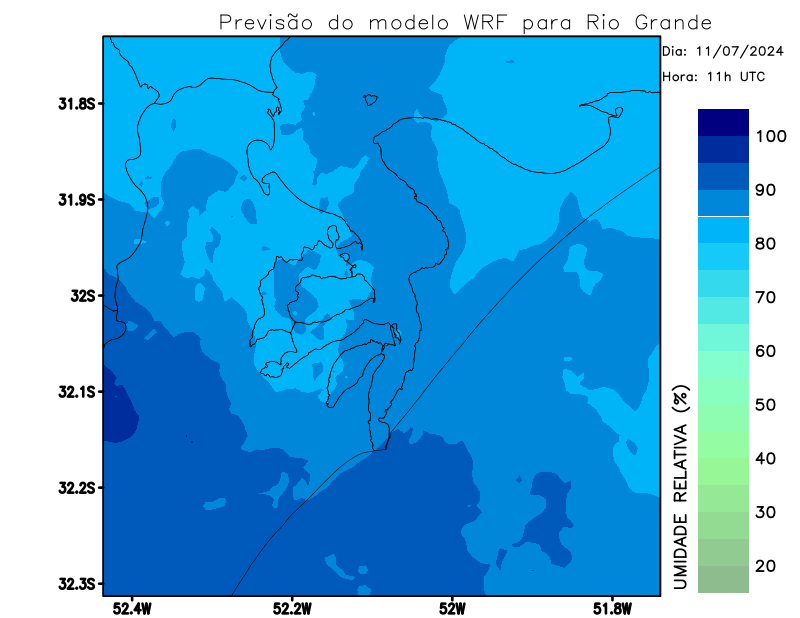 Previsão do modelo WRF para Rio Grande
Dia: 11/07/2024
Hora: 11h UTC
31.8S
31.9S
32S
32.1S
32.2S
32.3S
52.4W
52.2W
52W
51.8W
100
90
80
70
60
50
40
30
20
UMIDADE RELATIVA (%)